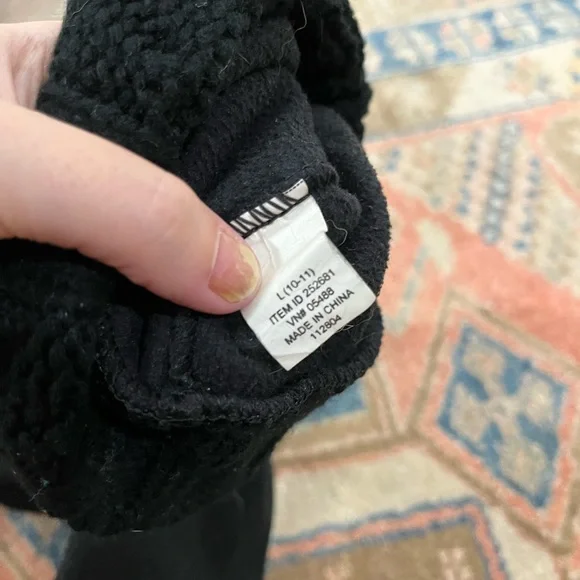 L (10-11)
ITEM ID 252681
VN# 05488
MADE IN CHINA
112804